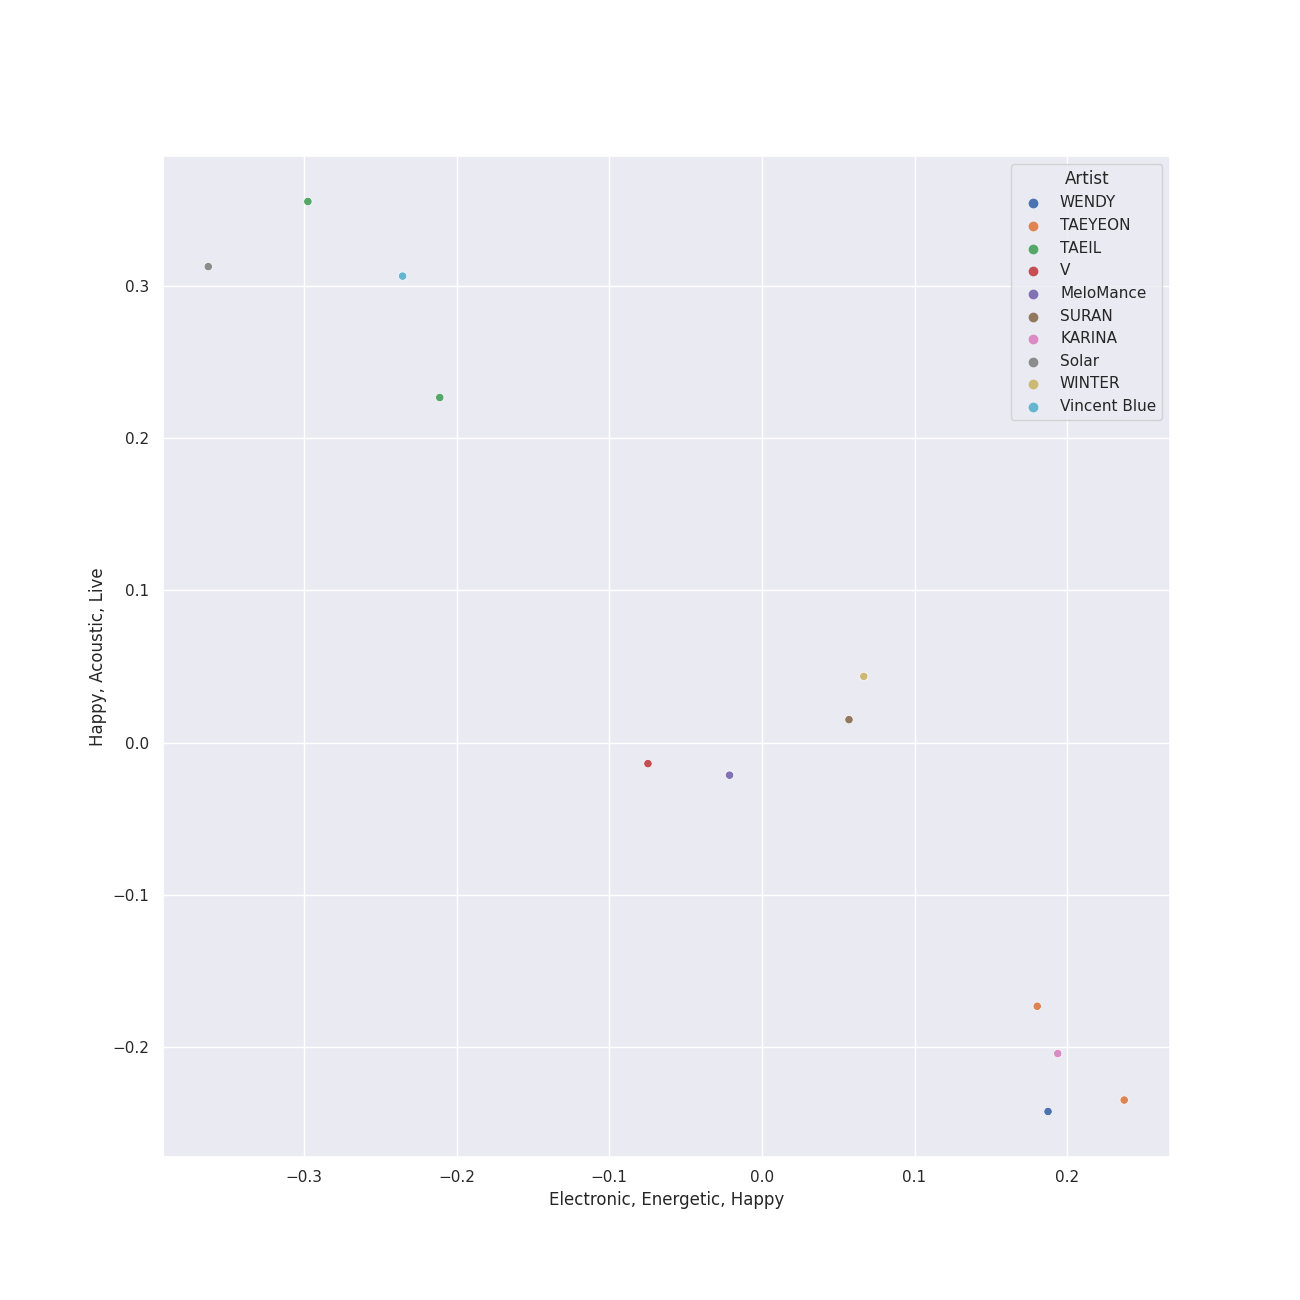 Artist
WENDY
TAEYEON
TAEIL
V
MeloMance
SURAN
KARINA
Solar
WINTER
Vincent Blue
0.3
0.2
0.1
0.0
−0.1
−0.2
Happy, Acoustic, Live
−0.3
−0.2
−0.1
0.0
0.1
0.2
Electronic, Energetic, Happy